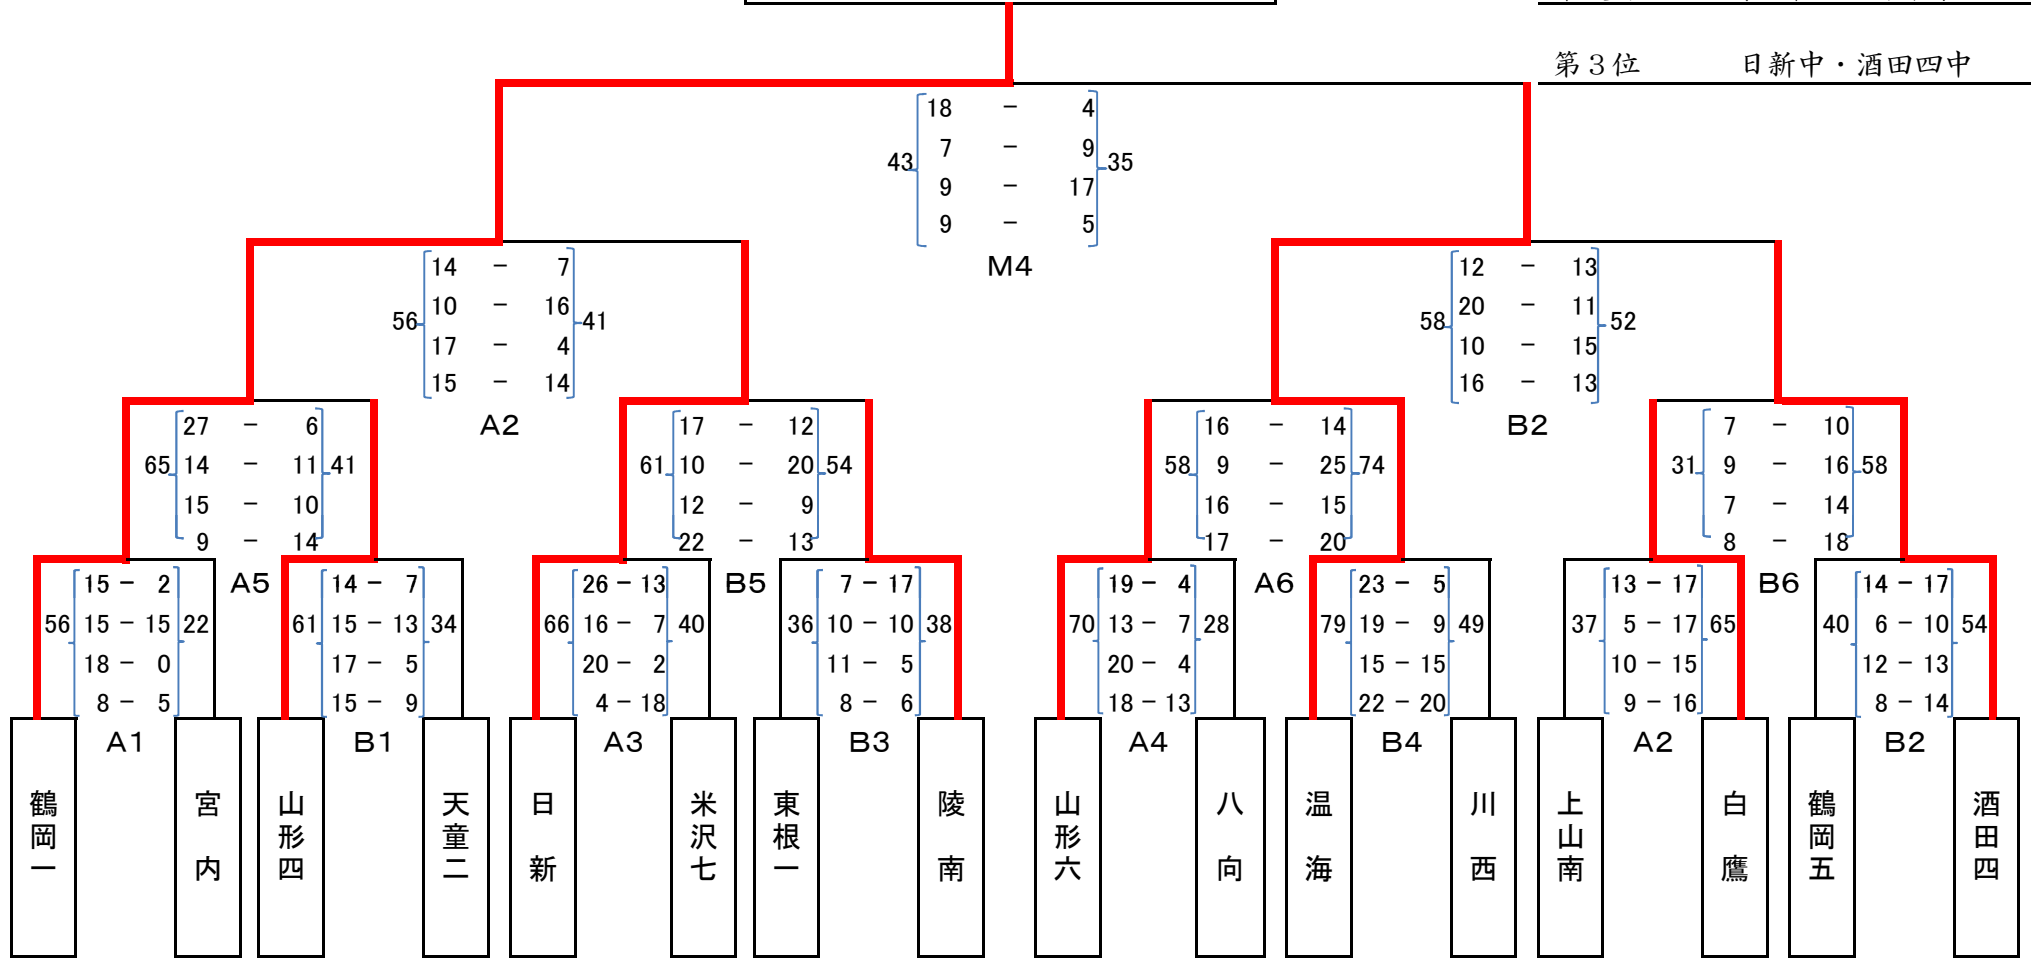 第３位 日新中・酒田四中
18 － 4
7 － 9
43 35
9 － 17
9 － 5
M4
14 － 7 12 － 13
10 － 16 20 － 11
56 41 58 52
17 － 4 10 － 15
15 － 14 16 － 13
A2 B2
27 － 6 17 － 12 16 － 14 7 － 10
65 14 － 11 41 61 10 － 20 54 58 9 － 25 74 31 9 － 16 58
15 － 10 12 － 9 16 － 15 7 － 14
9 － 14 22 － 13 17 － 20 8 － 18
A5 B5 A6 B6
15 － 2 14 － 7 26 － 13 7 － 17 19 － 4 23 － 5 13 － 17 14 － 17
56 15 － 15 22 61 15 － 13 34 66 16 － 7 40 36 10 － 10 38 70 13 － 7 28 79 19 － 9 49 37 5 － 17 65 40 6 － 10 54
18 － 0 17 － 5 20 － 2 11 － 5 20 － 4 15 － 15 10 － 15 12 － 13
8 － 5 15 － 9 4 － 18 8 － 6 18 － 13 22 － 20 9 － 16 8 － 14
A1 B1 A3 B3 A4 B4 A2 B2
鶴岡一
宮内
山形四
天童二
日新
米沢七
東根一
陵南
山形六
八向
温海
川西
上山南
白鷹
鶴岡五
酒田四